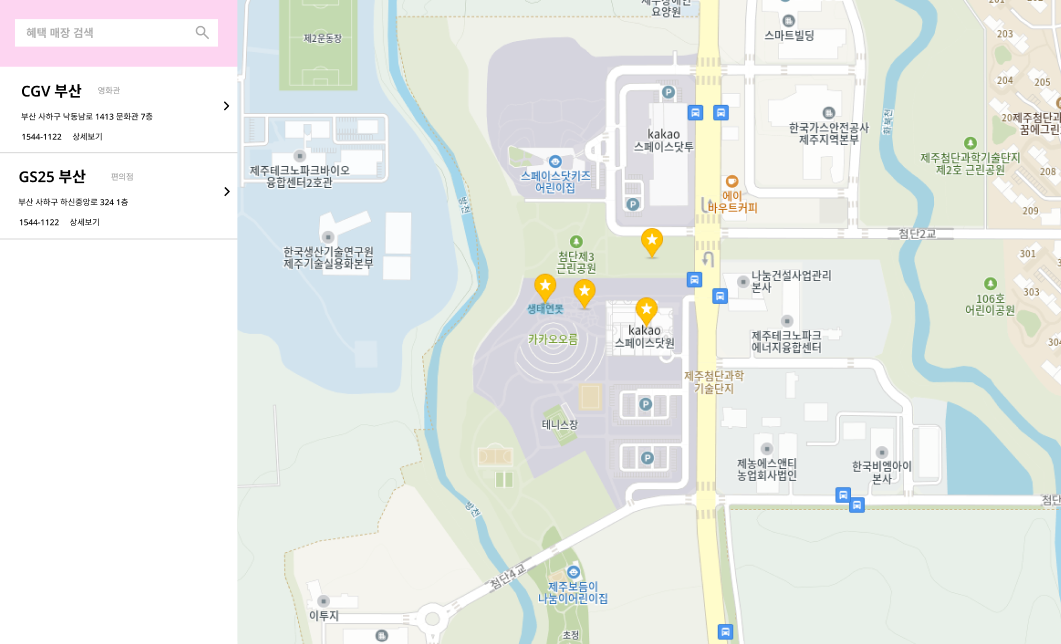 혜택 매장 검색
CGV 부산 영화관
부산 사하구 낙동남로 1413 문화관 7층
1544-1122 상세보기
GS25 부산 편의점
부산 사하구 하신중앙로 324 1층
1544-1122 상세보기
제2운동장
요양원
스마트빌딩
201
203
204
205
P
kakao
스페이스닷투
한국가스안전공사
제주지역본부
화북천
제주첨단과
꿈에그린
제주첨단과학기술단지
제2호 근린공원
207
209
제주테크노파크바이오
융합센터2호관
스페이스닷키즈
어린이집
P
에이
바우트커피
방천
한국생산기술연구원
제주기술실용화본부
첨단2교
첨단제3
근린공원
301
303
304
나눔건설사업관리
본사
106호
어린이공원
생태연못
카카오오름
kakao
스페이스닷원
제주테크노파크
에너지융합센터
제주첨단과학
기술단지
P
테니스장
P
제농에스앤티
농업회사법인
한국비엠아이
본사
첨단
방천
첨단4교
제주보듬이
나눔이어린이집
이투지
초정